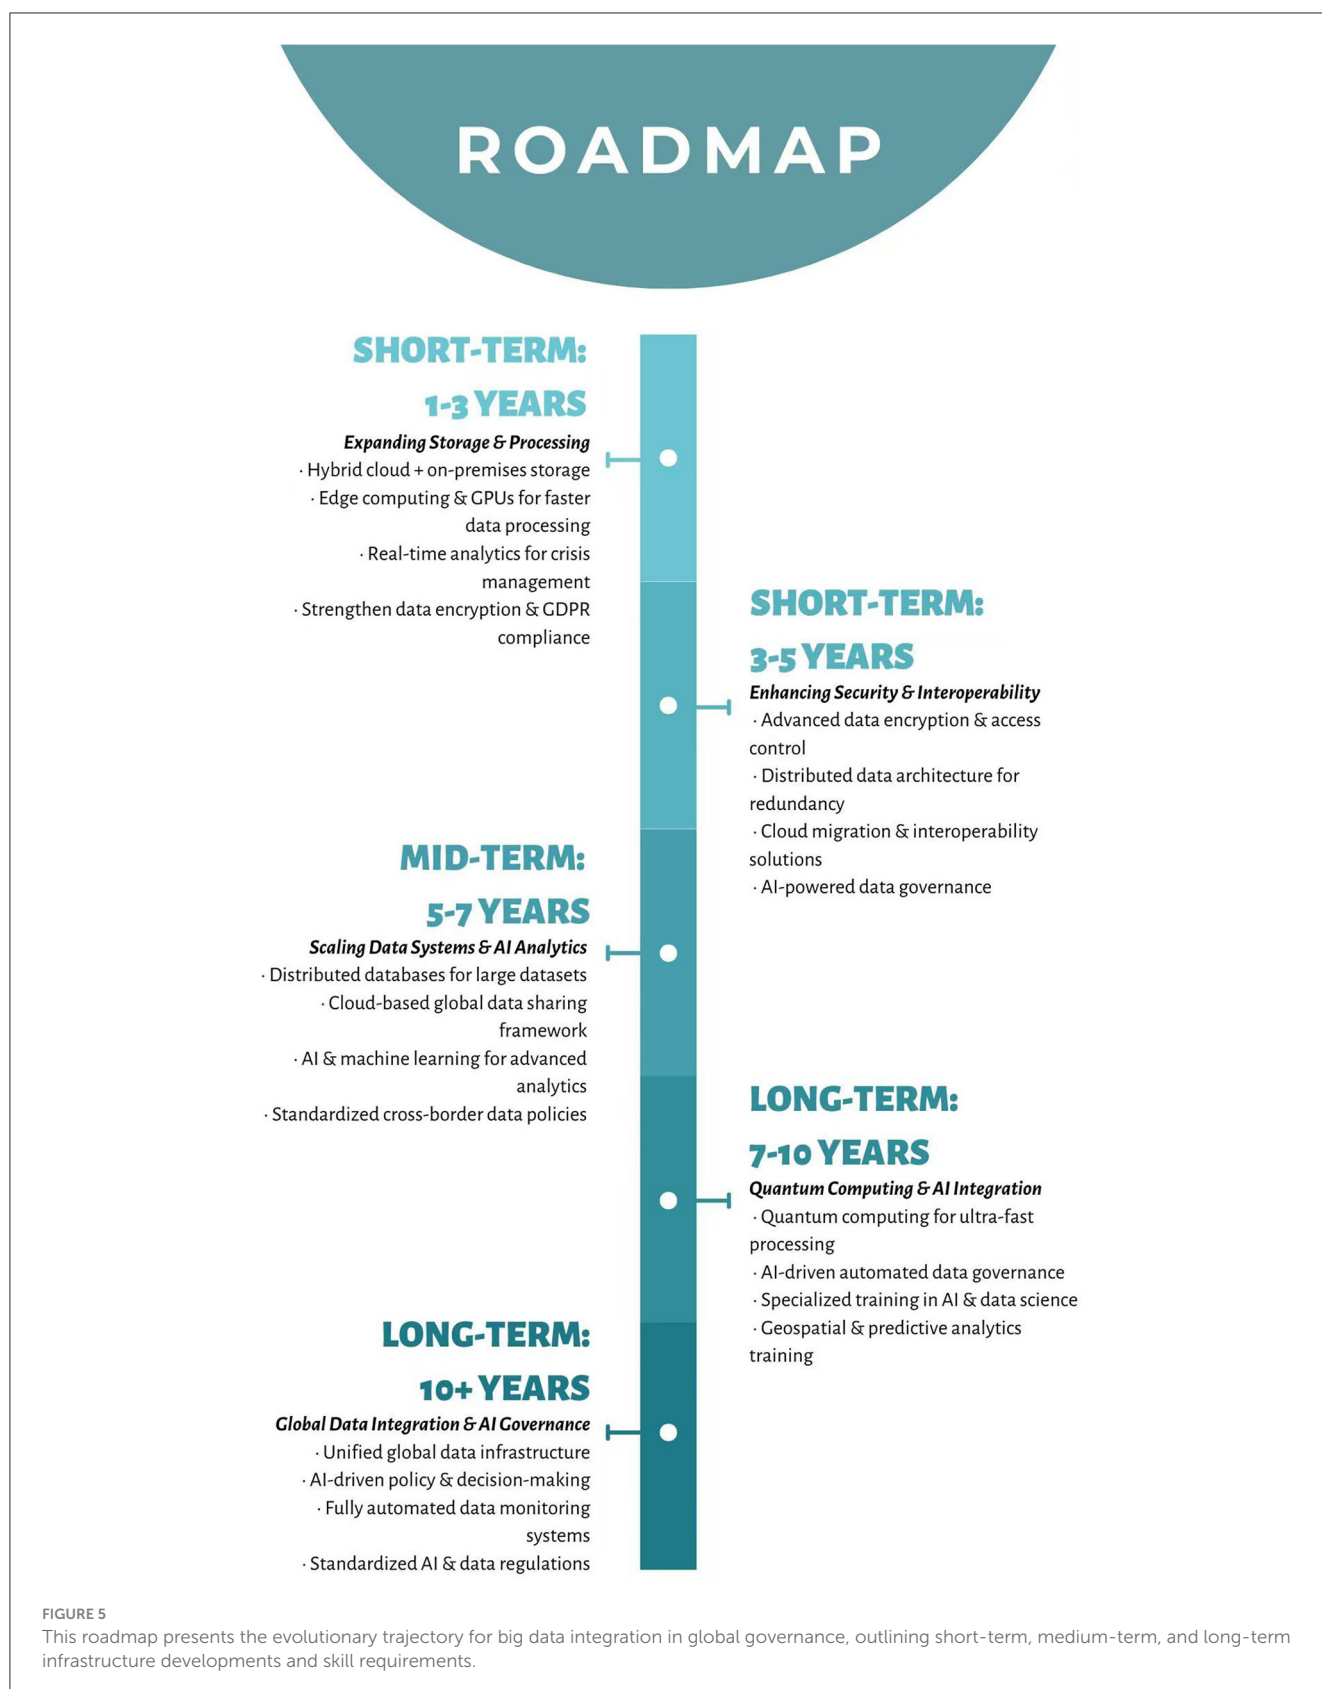 ROADMAP
SHORT-TERM:
1-3 YEARS
Expanding Storage & Processing
· Hybrid cloud + on-premises storage
· Edge computing & GPUs for faster
data processing
· Real-time analytics for crisis
management
· Strengthen data encryption & GDPR
compliance
SHORT-TERM:
3-5 YEARS
Enhancing Security & Interoperability
· Advanced data encryption & access
control
· Distributed data architecture for
redundancy
· Cloud migration & interoperability
solutions
· AI-powered data governance
MID-TERM:
5-7 YEARS
Scaling Data Systems & AI Analytics
· Distributed databases for large datasets
· Cloud-based global data sharing
framework
· AI & machine learning for advanced
analytics
· Standardized cross-border data policies
LONG-TERM:
7-10 YEARS
Quantum Computing & AI Integration
· Quantum computing for ultra-fast
processing
· AI-driven automated data governance
· Specialized training in AI & data science
· Geospatial & predictive analytics
training
LONG-TERM:
10+ YEARS
Global Data Integration & AI Governance
· Unified global data infrastructure
· AI-driven policy & decision-making
· Fully automated data monitoring
systems
· Standardized AI & data regulations
FIGURE 5
This roadmap presents the evolutionary trajectory for big data integration in global governance, outlining short-term, medium-term, and long-term
infrastructure developments and skill requirements.